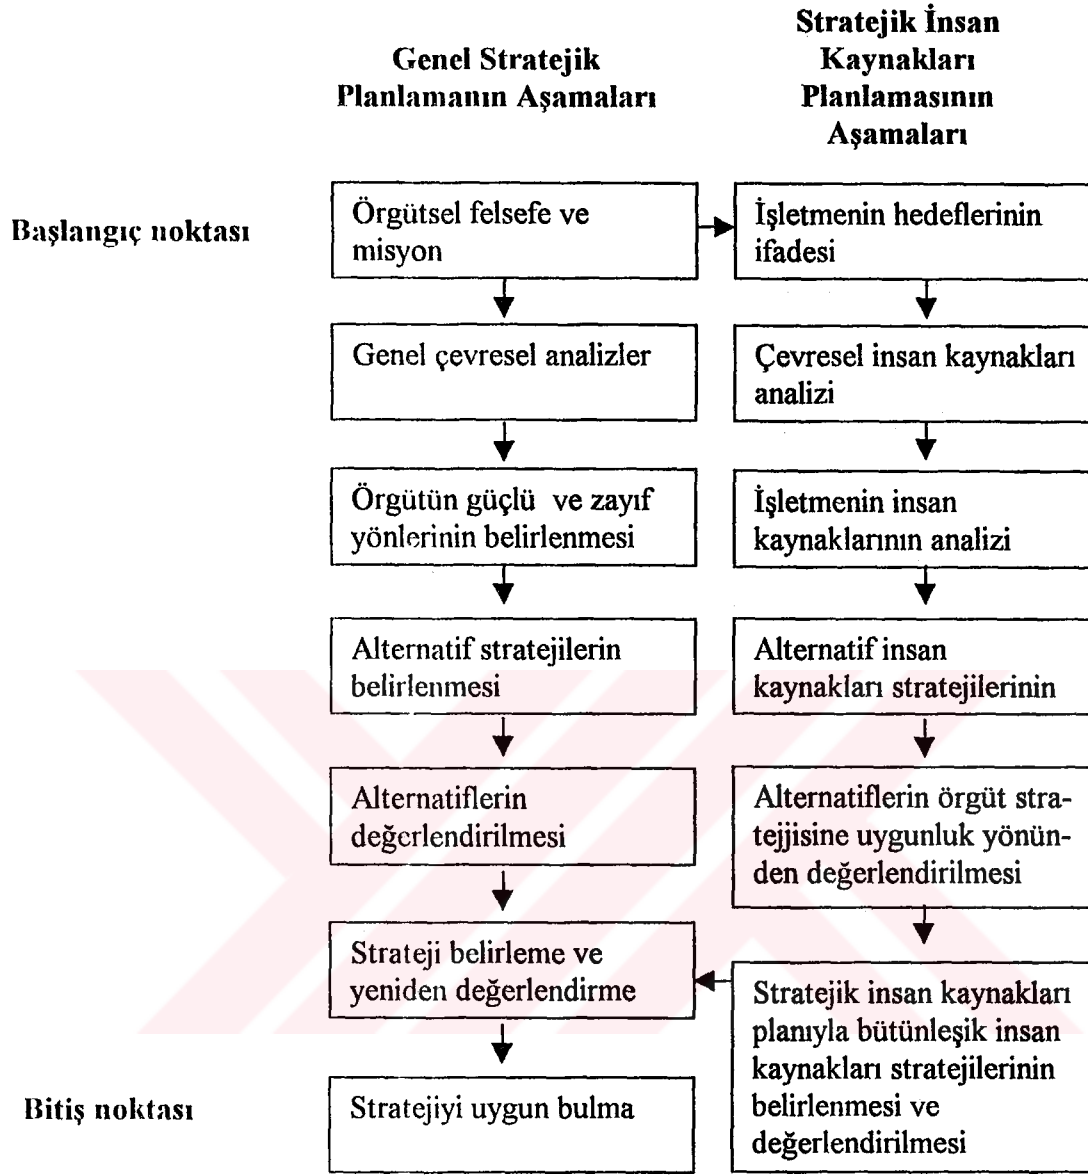 Genel Stratejik
Planlamanın Aşamaları
Stratejik İnsan
Kaynakları
Planlamasının
Aşamaları
Başlangıç noktası
Örgütsel felsefe ve
misyon
İşletmenin hedeflerinin
ifadesi
Genel çevresel analizler
Çevresel insan kaynakları
analizi
Örgütün güçlü ve zayıf
yönlerinin belirlenmesi
İşletmenin insan
kaynaklarının analizi
Alternatif stratejilerin
belirlenmesi
Alternatif insan
kaynakları stratejilerinin
Alternatiflerin
değerlendirilmesi
Alternatiflerin örgüt stra-
tejjisine uygunluk yönün-
den değerlendirilmesi
Strateji belirleme ve
yeniden değerlendirme
Stratejik insan kaynakları
planıyla bütünleşik insan
kaynakları stratejilerinin
belirlenmesi ve
değerlendirilmesi
Bitiş noktası
Stratejiyi uygun bulma